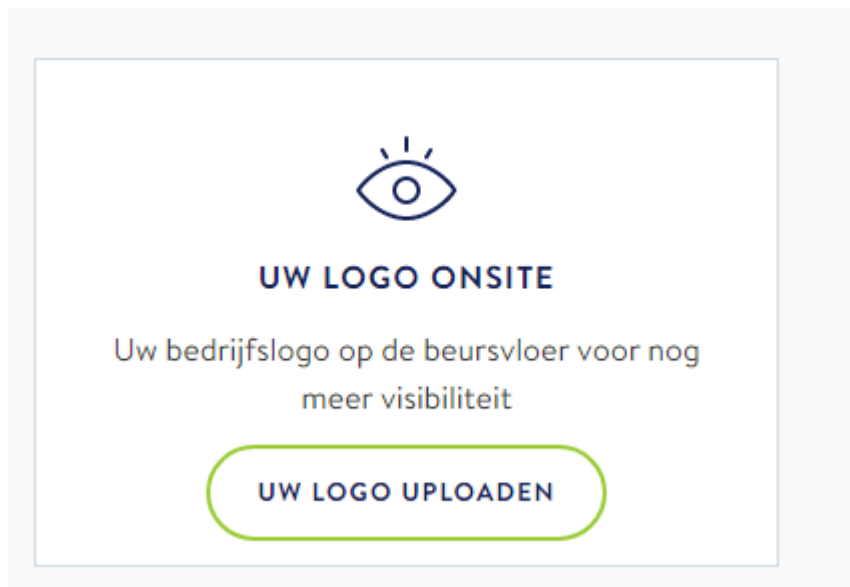 UW LOGO ONSITE
Uw bedrijfslogo op de beursvloer voor nog
meer visibiliteit
UW LOGO UPLOADEN